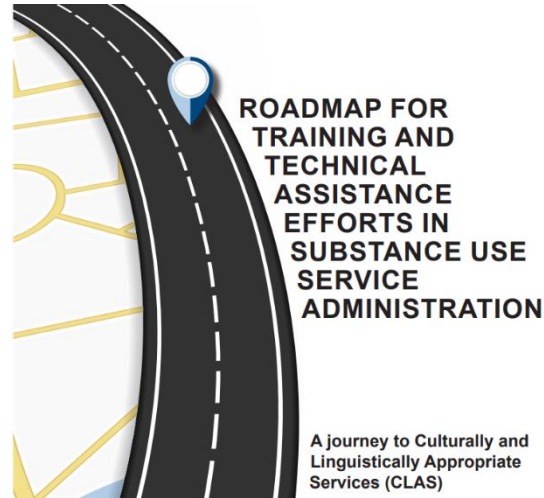 ROADMAP FOR
TRAINING AND
TECHNICAL
ASSISTANCE
EFFORTS IN
SUBSTANCE USE
SERVICE
ADMINISTRATION
A journey to Culturally and
Linguistically Appropriate
Services (CLAS)